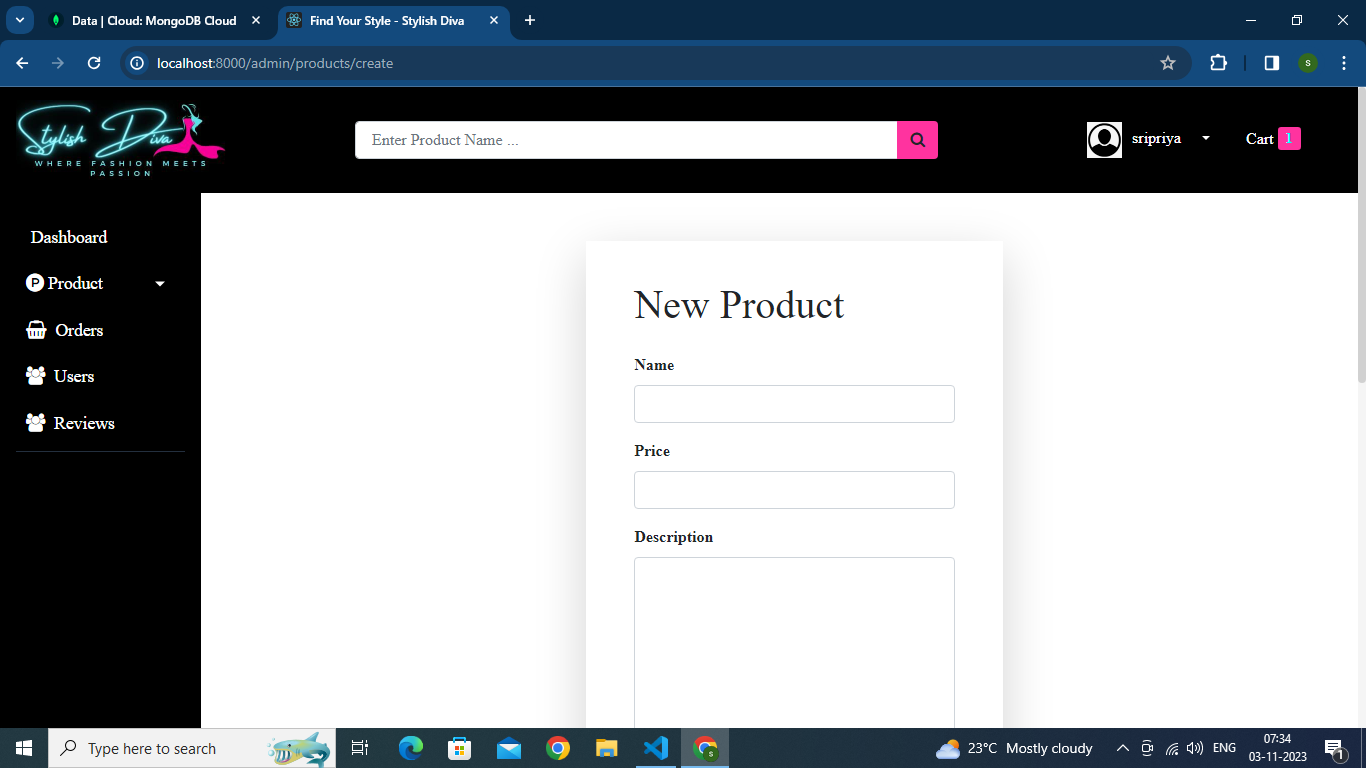 Data | Cloud: MongoDB Cloud
Find Your Style - Stylish Diva
localhost:8000/admin/products/create
s
Stylish Diva
WHERE FASHION MEETS
PASSION
Enter Product Name ...
sripriya
Cart 1
Dashboard
P Product
Orders
Users
Reviews
New Product
Name
Price
Description
Type here to search
s
23°C Mostly cloudy
ENG
07:34
03-11-2023
1